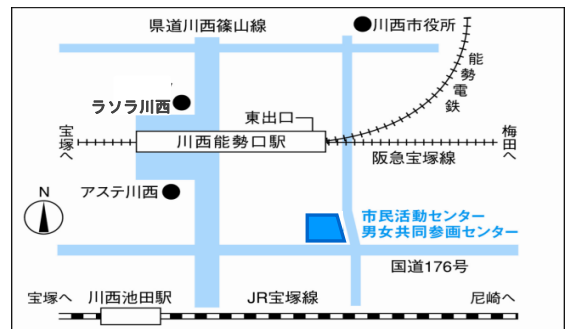 県道川西篠山線
川西市役所
能勢電鉄
ラソラ川西
東出口
宝塚へ
川西能勢口駅
阪急宝塚線
梅田へ
アステ川西
N
市民活動センター
男女共同参画センター
国道176号
宝塚へ
川西池田駅
JR宝塚線
尼崎へ